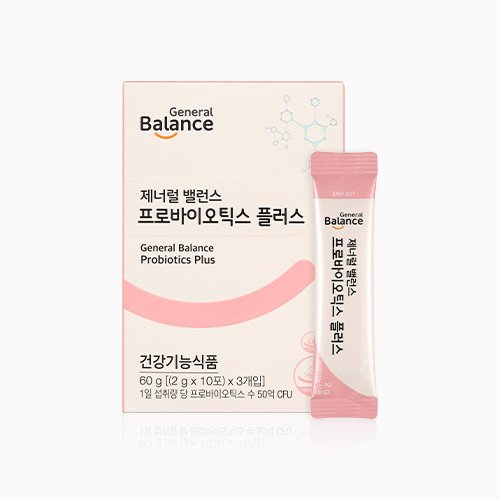 General
Balance
제너럴 밸런스
프로바이오틱스 플러스
General Balance
Probiotics Plus
건강기능식품
60 g [(2 g x 10포) x 3개입]
1일 섭취량 당 프로바이오틱스 수 50억 CFU
EASY CUT
General
Balance
제너럴 밸런스
프로바이오틱스 플러스
2 g